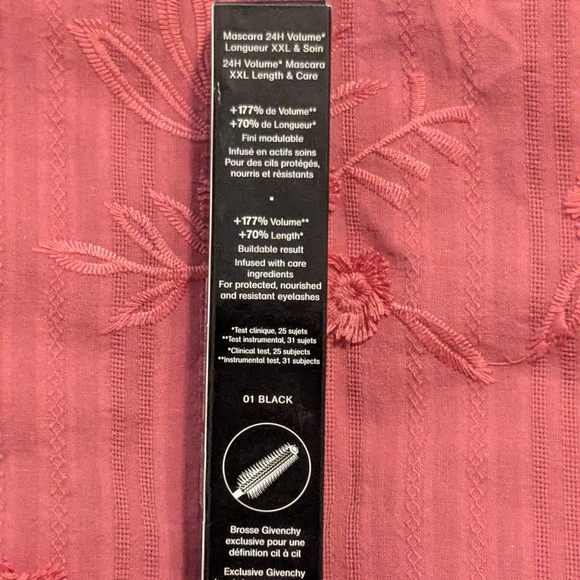 Mascara 24H Volume*
Longueur XXL & Soin
24H Volume* Mascara
XXL Length & Care
+177% de Volume**
+70% de Longueur*
Fini modulable
Infusé en actifs soins
Pour des cils protégés,
nourris et résistants
+177% Volume**
+70% Length*
Buildable result
Infused with care
ingredients
For protected, nourished
and resistant eyelashes
*Test clinique, 25 sujets
**Test instrumental, 31 sujets
*Clinical test, 25 subjects
**Instrumental test, 31 subjects
01 BLACK
Brosse Givenchy
exclusive pour une
définition cil à cil
Exclusive Givenchy